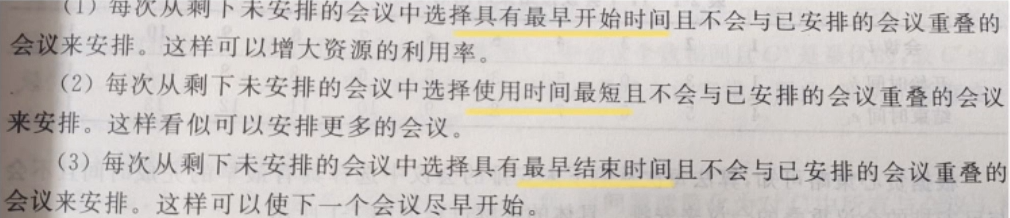 （1）每次从剩下未安排的会议中选择具有最早开始时间且不会与已安排的会议重叠的
会议来安排。这样可以增大资源的利用率。
（2）每次从剩下未安排的会议中选择使用时间最短且不会与已安排的会议重叠的会议
来安排。这样看似可以安排更多的会议。
（3）每次从剩下未安排的会议中选择具有最早结束时间且不会与已安排的会议重叠的
会议来安排。这样可以使下一个会议尽早开始。